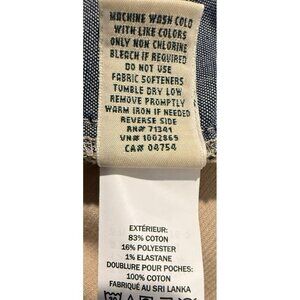 MACHINE WASH COLD
WITH LIKE COLORS
ONLY NON CHLORINE
BLEACH IF REQUIRED
DO NOT USE
FABRIC SOFTENERS
TUMBLE DRY LOW
REMOVE PROMPTLY
WARM IRON IF NEEDED
REVERSE SIDE
RN# 71341
VN# 1002865
CA# 04754
EXTÉRIEUR:
83% COTON
16% POLYESTER
1% ELASTANE
DOUBLURE POUR POCHES:
100% COTON
FABRIQUÉ AU SRI LANKA